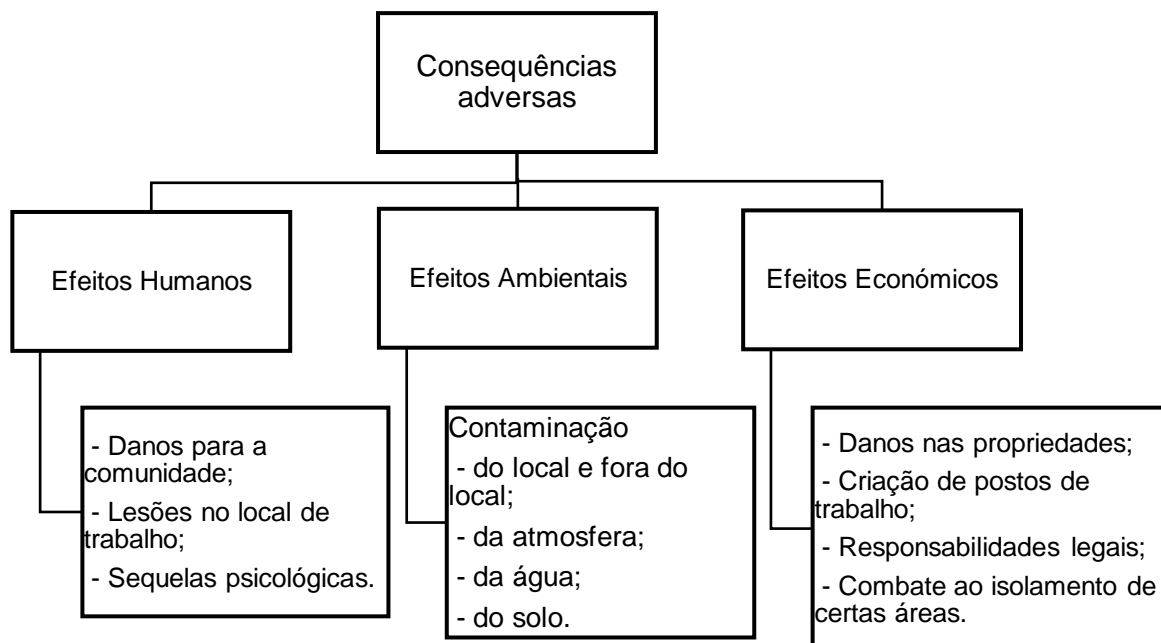 Consequências
adversas
Efeitos Humanos
Efeitos Ambientais
Efeitos Económicos
- Danos para a
comunidade;
- Lesões no local de
trabalho;
- Sequelas psicológicas.
Contaminação
- do local e fora do
local;
- da atmosfera;
- da água;
- do solo.
- Danos nas propriedades;
- Criação de postos de
trabalho;
- Responsabilidades legais;
- Combate ao isolamento de
certas áreas.